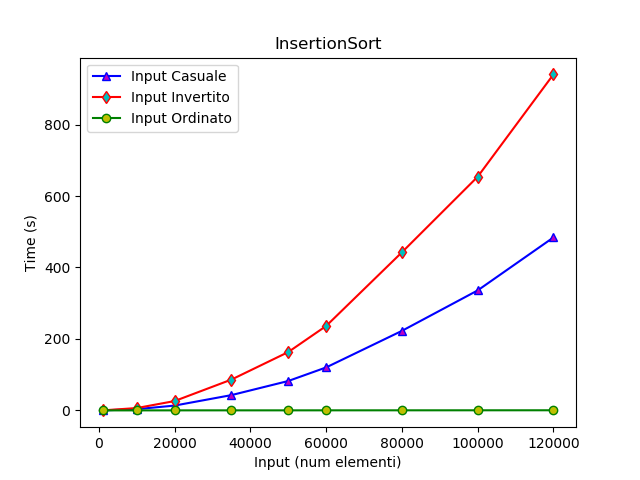 InsertionSort
Input Casuale
Input Invertito
Input Ordinato
Time (s)
800
600
400
200
0
0 20000 40000 60000 80000 100000 120000
Input (num elementi)